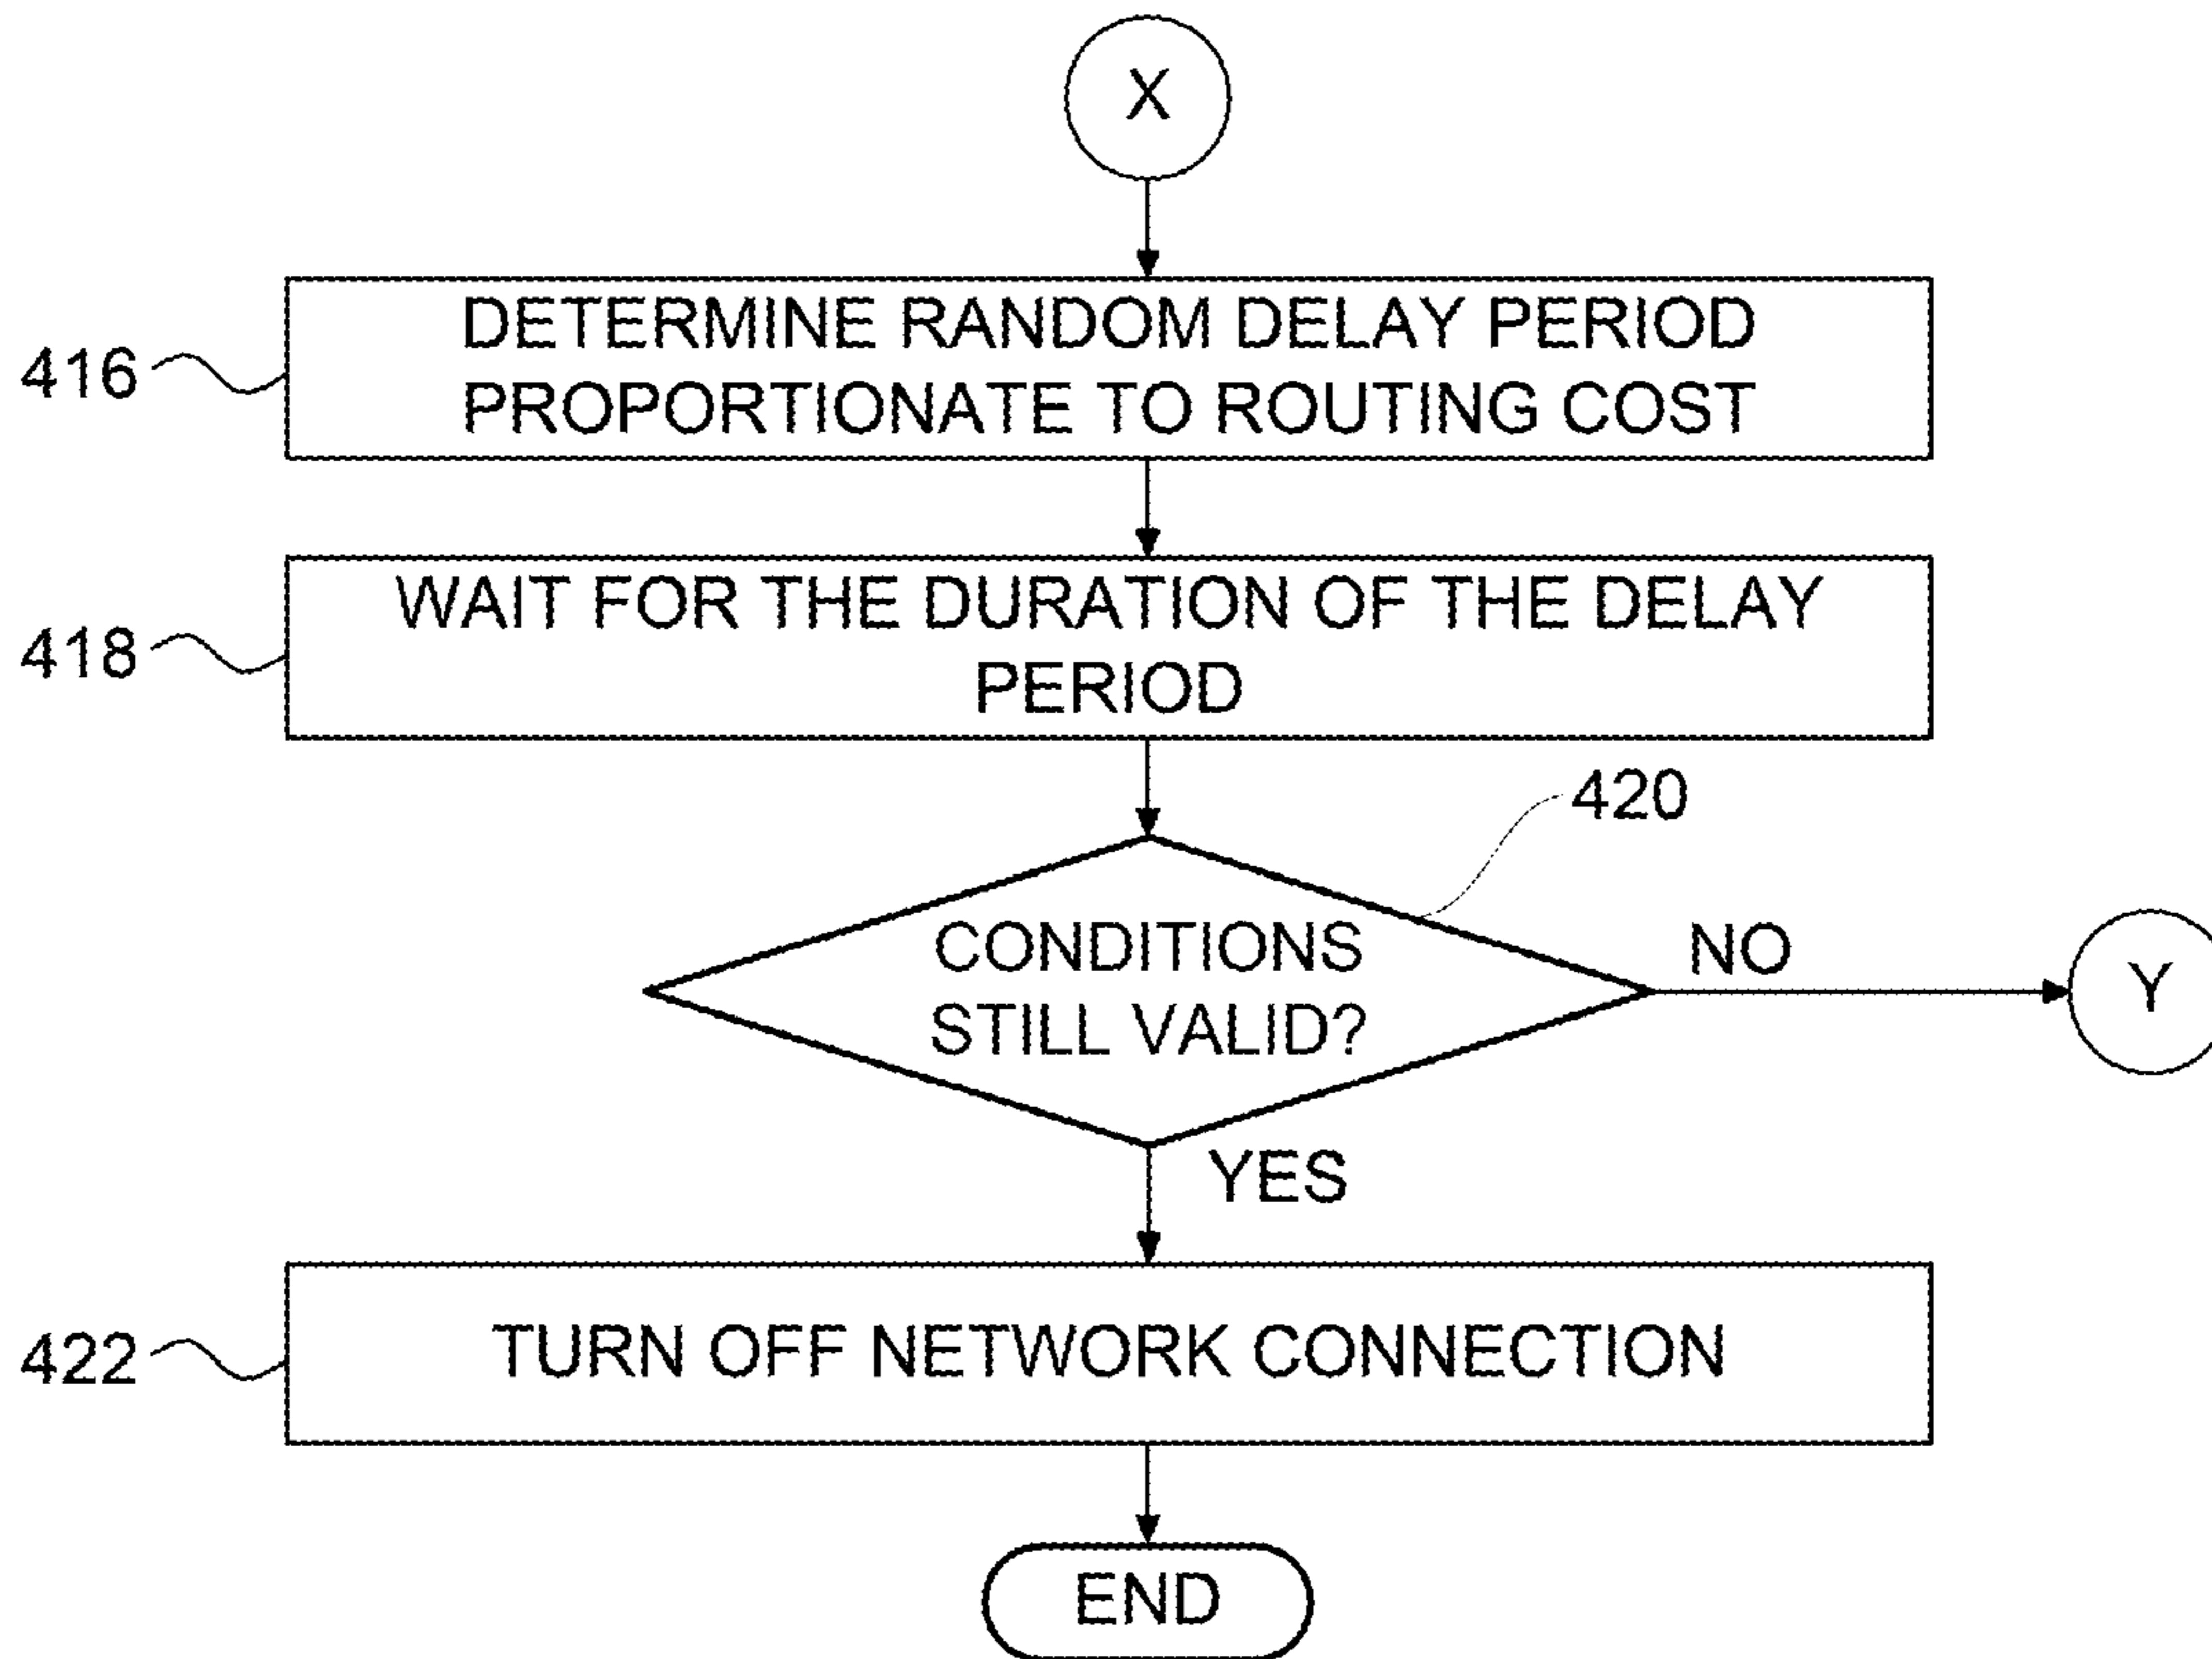 X
DETERMINE RANDOM DELAY PERIOD
PROPORTIONATE TO ROUTING COST
416
WAIT FOR THE DURATION OF THE DELAY
PERIOD
418
420
CONDITIONS
STILL VALID?
NO
Y
YES
TURN OFF NETWORK CONNECTION
422
END